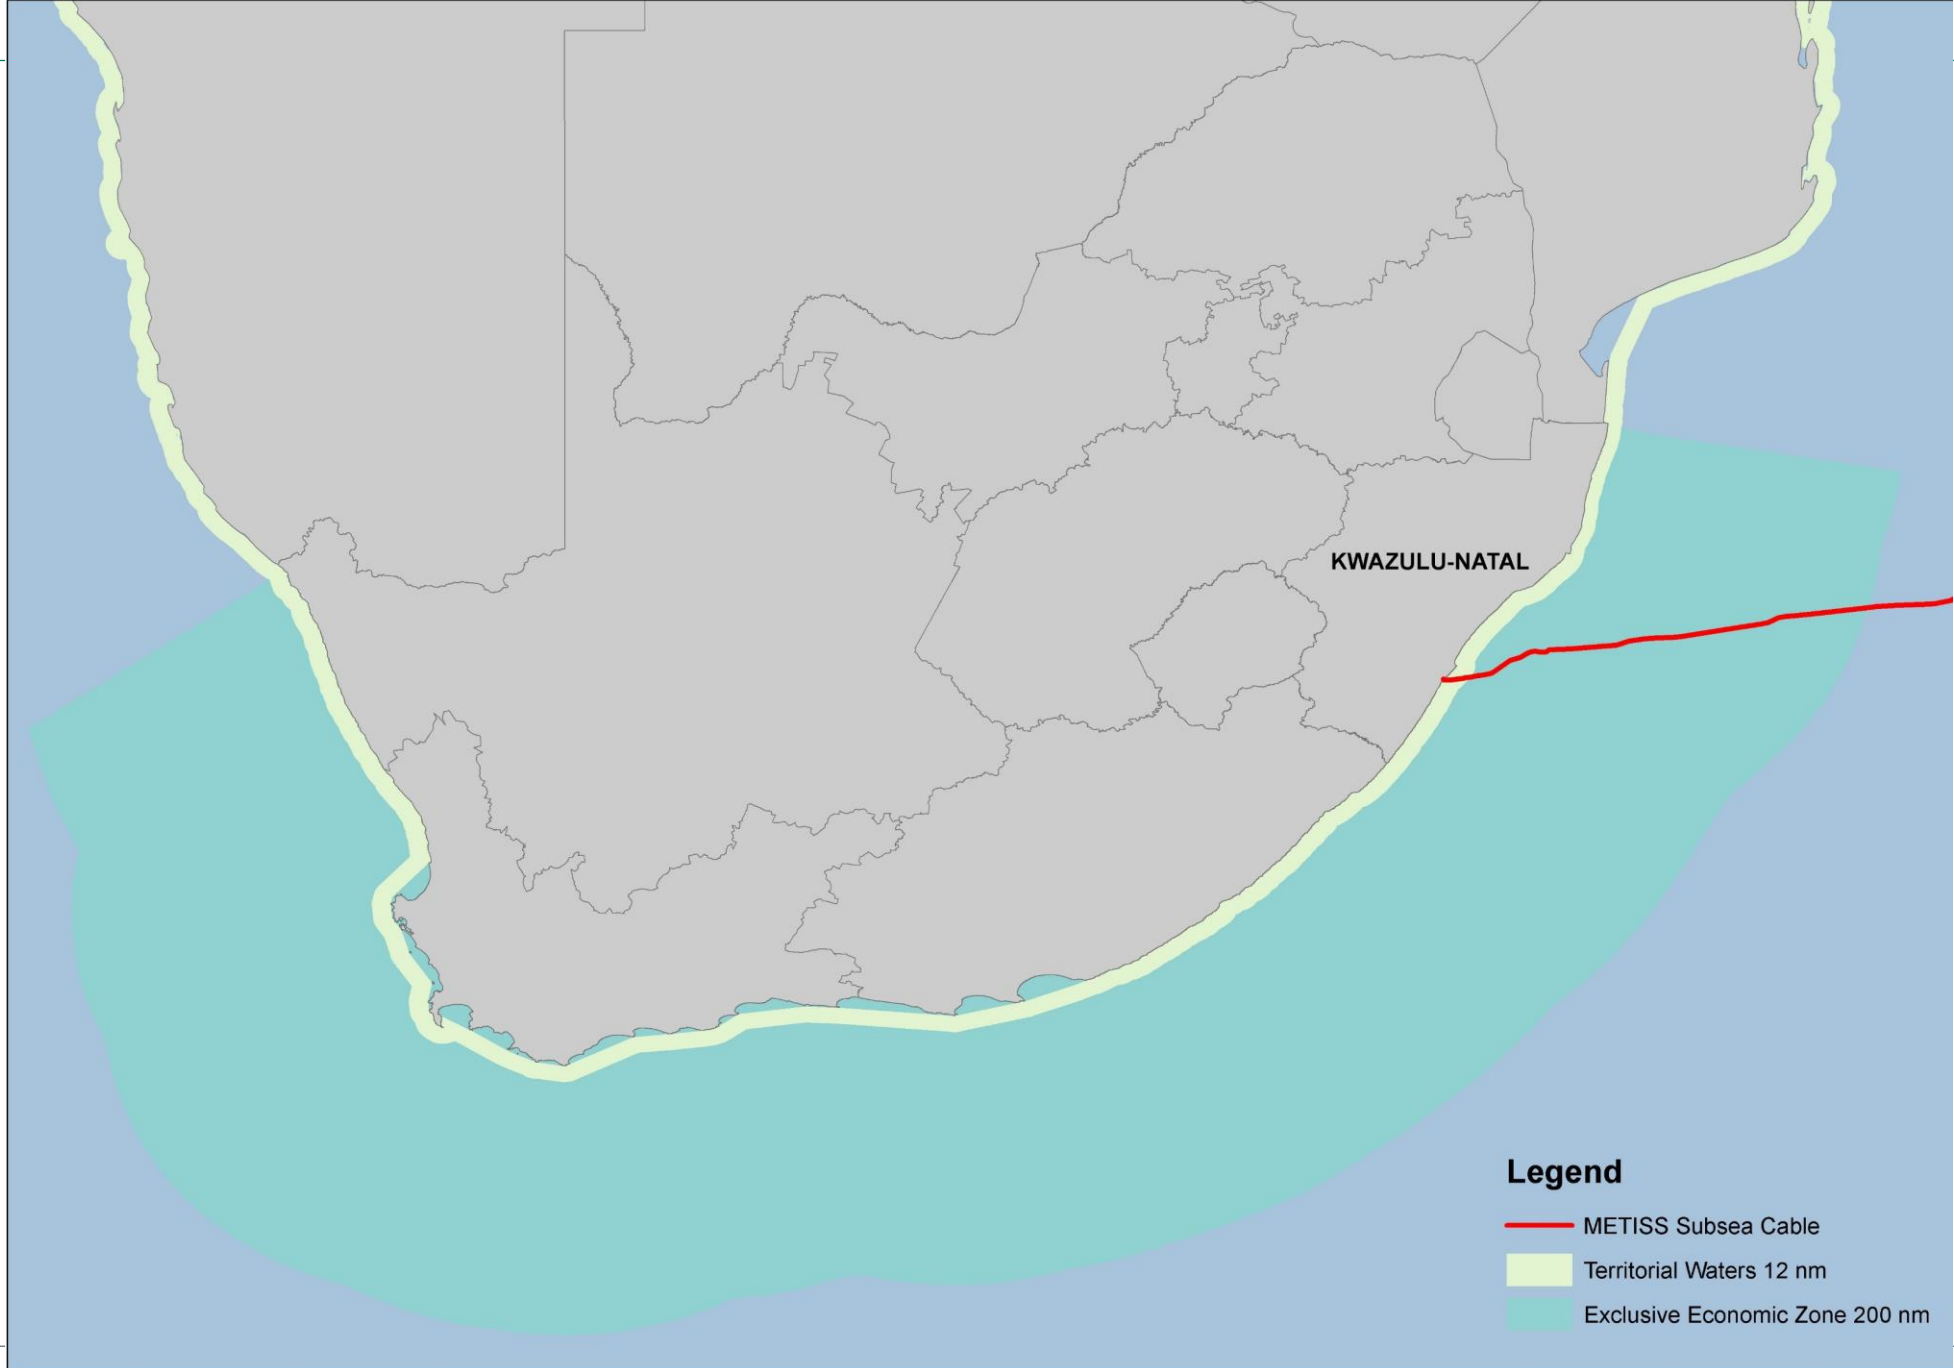 KWAZULU-NATAL
Legend
METISS Subsea Cable
Territorial Waters 12 nm
Exclusive Economic Zone 200 nm